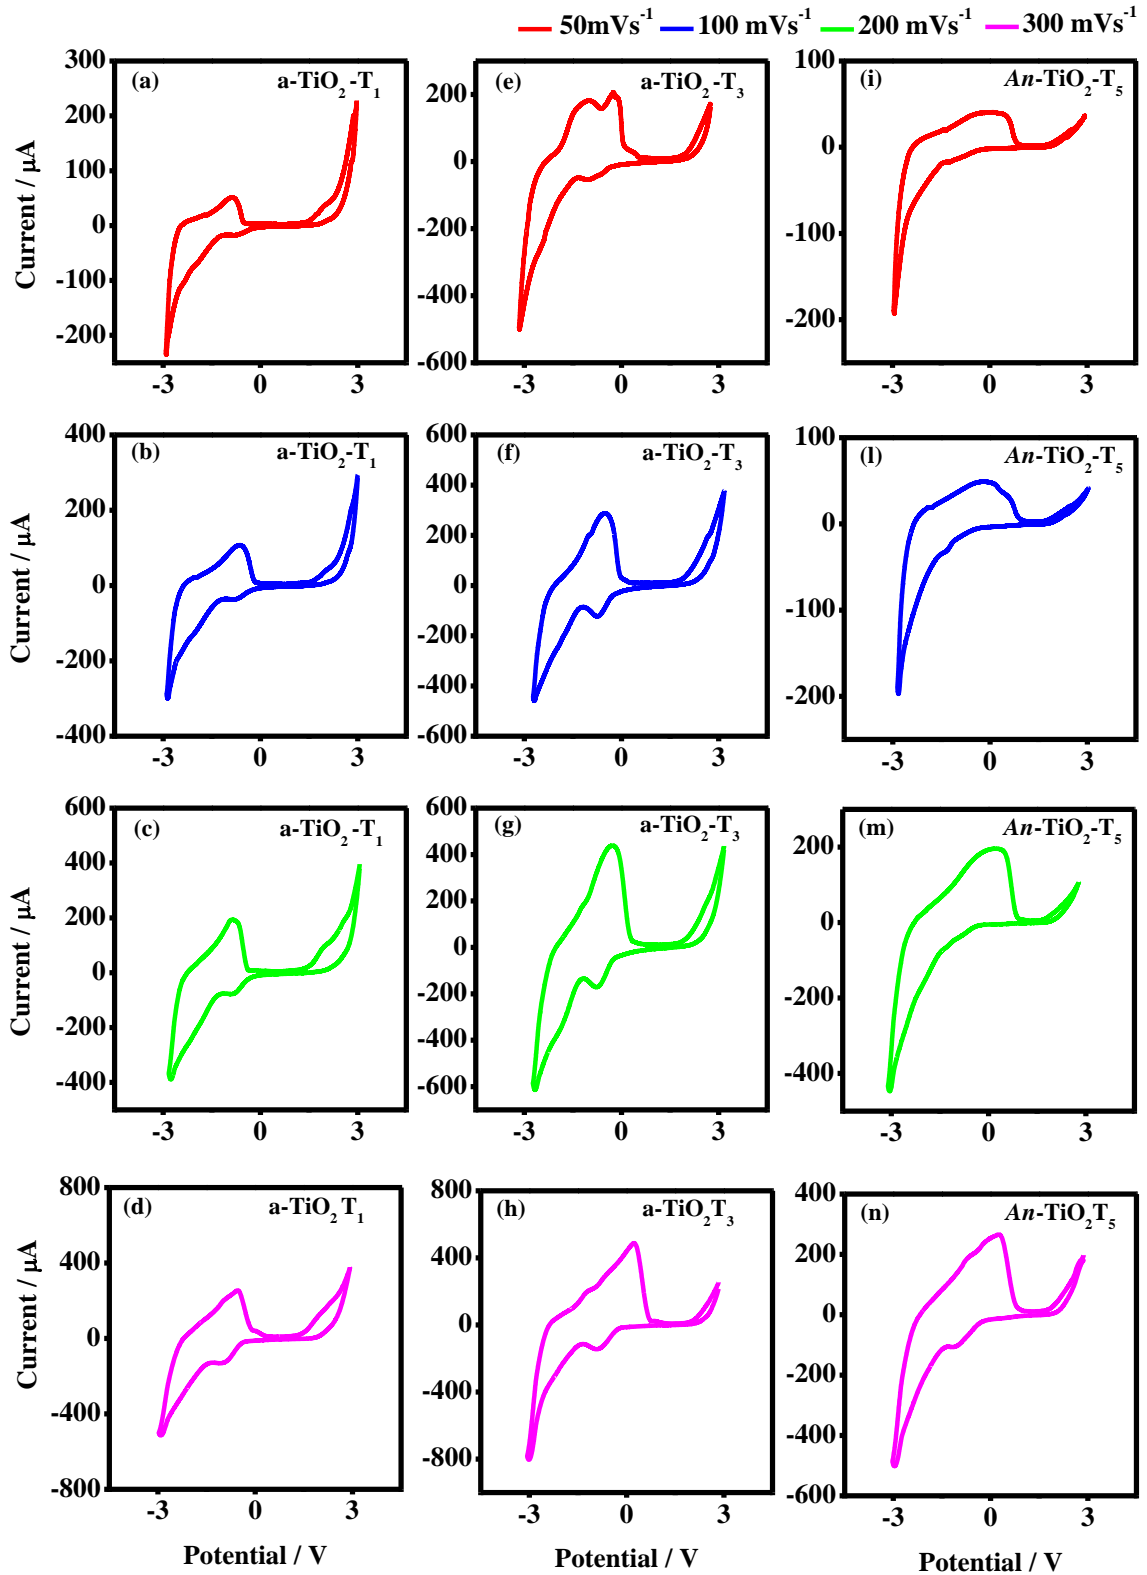 50mVs⁻¹ 100 mVs⁻¹ 200 mVs⁻¹ 300 mVs⁻¹
(a) a-TiO₂-T₁
300
200
100
0
-100
-200
-3 0 3
Current / µA
(e) a-TiO₂-T₃
200
0
-200
-400
-600
-3 0 3
(i) An-TiO₂-T₅
100
0
-100
-200
-3 0 3
(b) a-TiO₂-T₁
400
200
0
-200
-400
-3 0 3
Current / µA
(f) a-TiO₂-T₃
600
400
200
0
-200
-400
-600
-3 0 3
(l) An-TiO₂-T₅
100
0
-100
-200
-3 0 3
(c) a-TiO₂-T₁
600
400
200
0
-200
-400
-3 0 3
Current / µA
(g) a-TiO₂-T₃
600
400
200
0
-200
-400
-600
-3 0 3
(m) An-TiO₂-T₅
200
0
-200
-400
-3 0 3
(d) a-TiO₂T₁
800
400
0
-400
-800
-3 0 3
Current / µA
Potential / V
(h) a-TiO₂T₃
800
400
0
-400
-800
-3 0 3
Potential / V
(n) An-TiO₂T₅
400
200
0
-200
-400
-600
-3 0 3
Potential / V